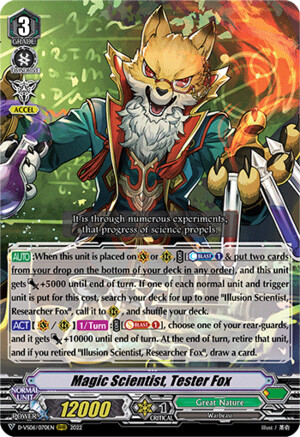 3
GRADE
ACCEL
It is through numerous experiments,
that progress of science propels.
AUTO :When this unit is placed on / : [ BLAST 1 & put two cards
from your drop on the bottom of your deck in any order], and this unit
gets +5000 until end of turn. If one of each normal unit and trigger
unit is put for this cost, search your deck for up to one "Illusion Scientist,
Researcher Fox", call it to , and shuffle your deck.
ACT / 1/Turn : [ BLAST 1 ], choose one of your rear-guards,
and it gets +10000 until end of turn. At the end of turn, retire that unit,
and if you retired "Illusion Scientist, Researcher Fox", draw a card.
Magic Scientist, Tester Fox
NORMAL
UNIT
POWER
12000
1
CRITICAL
Great Nature
Warbeast
D-VS06/070EN RRR 2022
Illust /